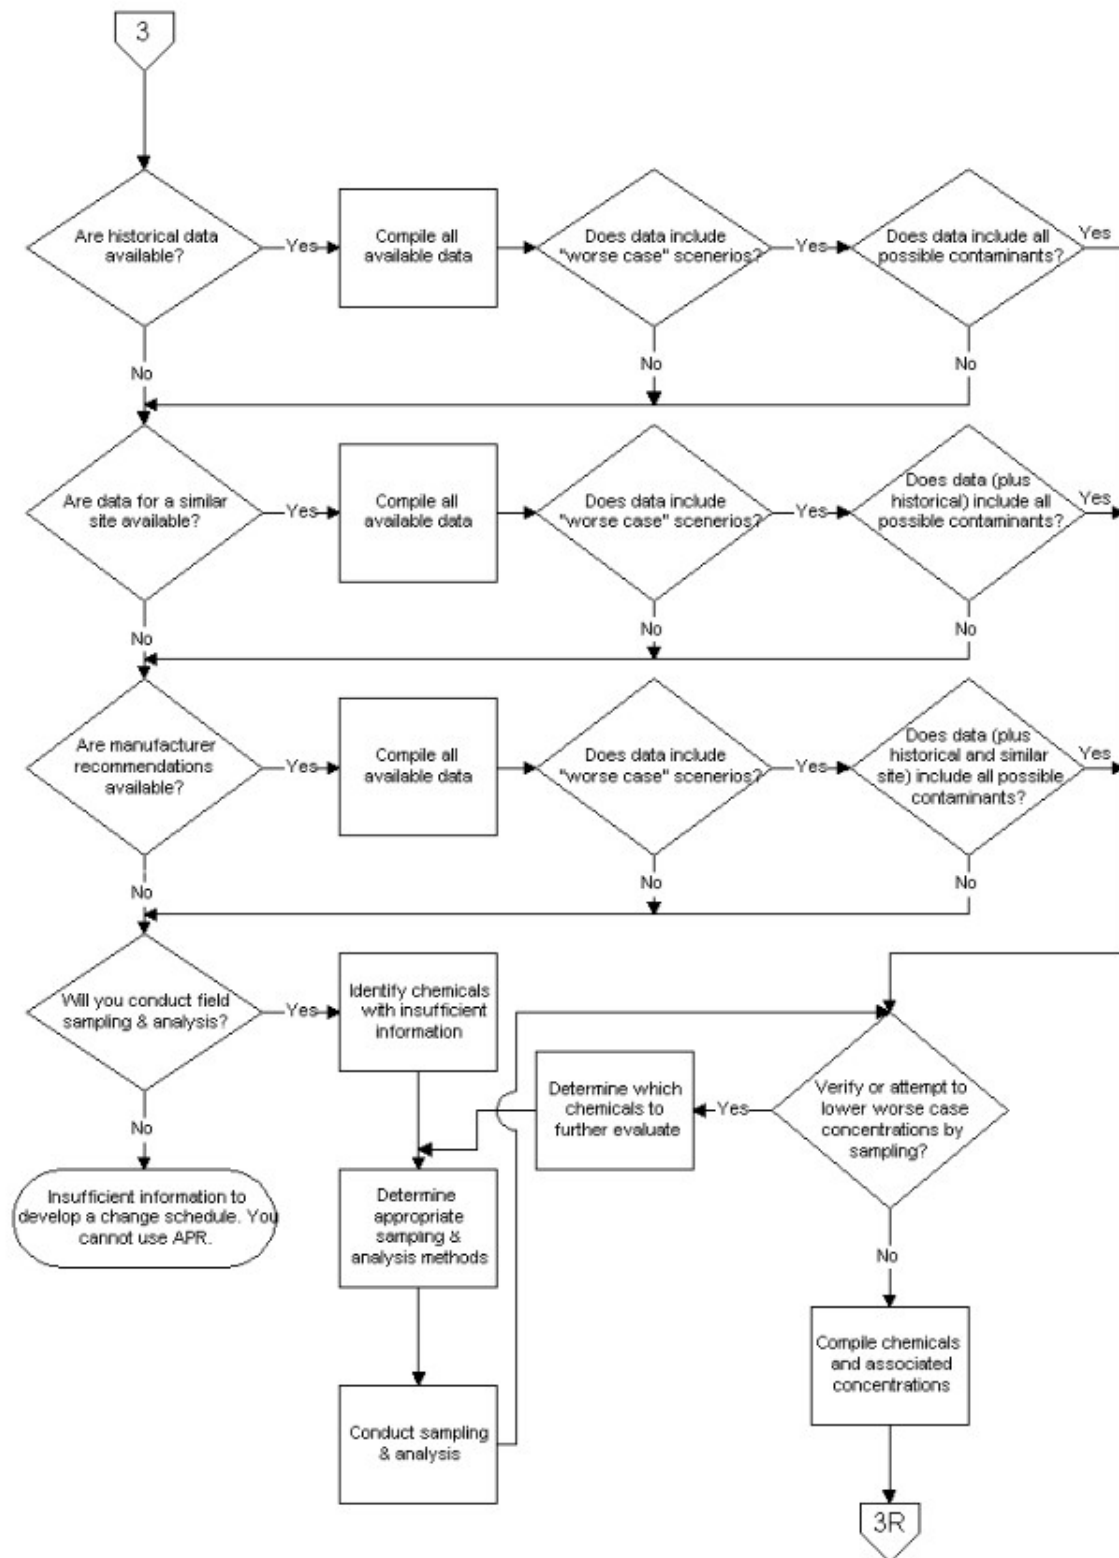 3
Are historical data
available?
Yes
Compile all
available data
Does data include
"worse case" scenerios?
Yes
Does data include all
possible contaminants?
Yes
No
No
No
Are data for a similar
site available?
Yes
Compile all
available data
Does data include
"worse case" scenerios?
Yes
Does data (plus
historical) include all
possible contaminants?
Yes
No
No
No
Are manufacturer
recommendations
available?
Yes
Compile all
available data
Does data include
"worse case" scenerios?
Yes
Does data (plus
historical and similar
site) include all possible
contaminants?
Yes
No
No
No
Will you conduct field
sampling & analysis?
Yes
Identify chemicals
with insufficient
information
Determine which
chemicals to
further evaluate
Yes
Verify or attempt to
lower worse case
concentrations by
sampling?
No
Insufficient information to
develop a change schedule. You
cannot use APR.
Determine
appropriate
sampling &
analysis methods
No
Compile chemicals
and associated
concentrations
Conduct sampling
& analysis
3R